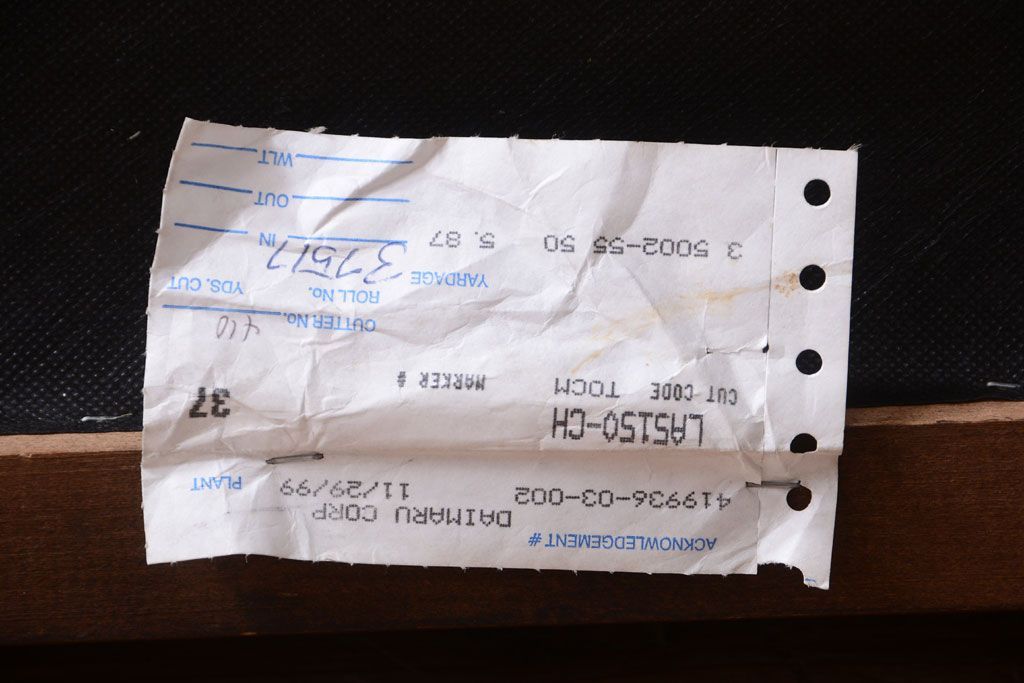 ACKNOWLEDGEMENT #
DAIMARU CORP
419936-03-002 11/29/99 PLANT
LA5150-CH 37
CUT CODE TOCM MARKER #
CUTTER No. 410
ROLL No. YDS. CUT
YARDAGE 37517
3 5002-55 50 5.87 IN
OUT
WLT